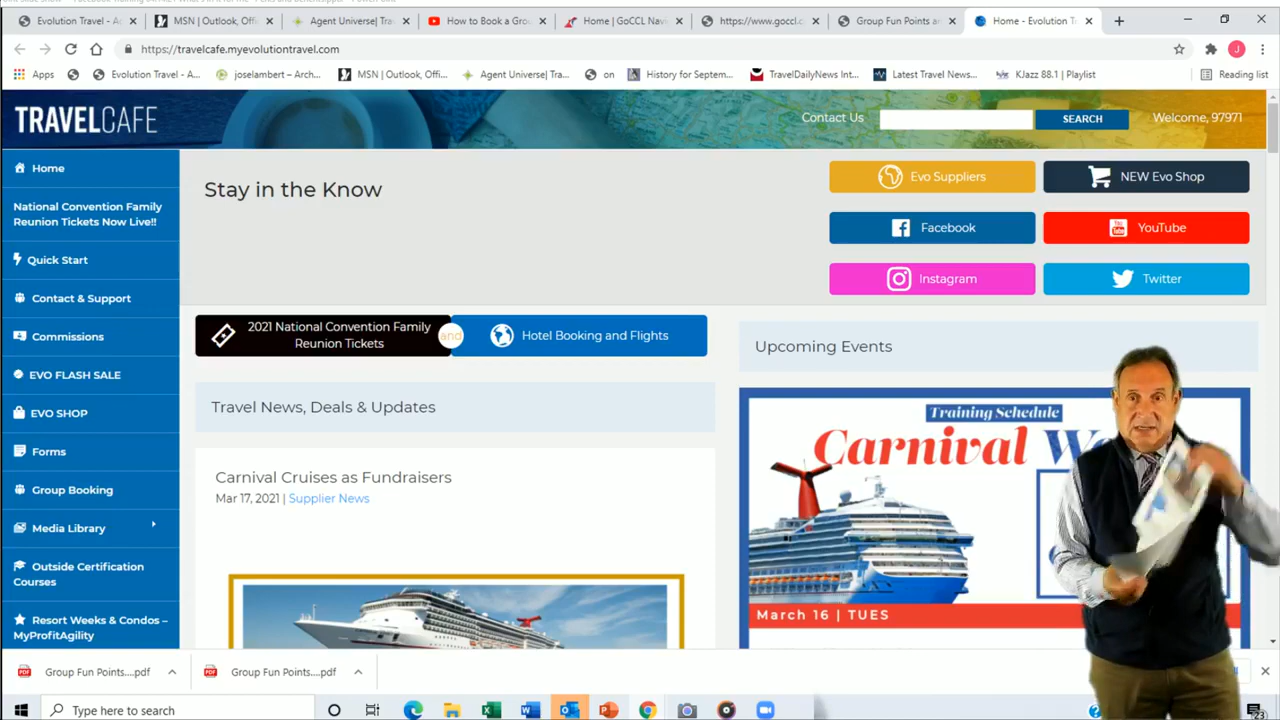 Evolution Travel - A
MSN | Outlook, Offi
Agent Universe| Tra
How to Book a Gro
Home | GoCCL Nav
https://www.goccl.c
Group Fun Points a
Home - Evolution T
https://travelcafe.myevolutiontravel.com
J
Apps
Evolution Travel - A...
joselambert – Arch...
MSN | Outlook, Offi...
Agent Universe| Tra...
on
History for Septem...
TravelDailyNews Int...
Latest Travel News...
KJazz 88.1 | Playlist
Reading list
TRAVELCAFE
Contact Us
SEARCH
Welcome, 97971
Home
National Convention Family
Reunion Tickets Now Live!!
Quick Start
Contact & Support
Commissions
EVO FLASH SALE
EVO SHOP
Forms
Group Booking
Media Library
Outside Certification
Courses
Resort Weeks & Condos –
MyProfitAgility
Stay in the Know
Evo Suppliers
NEW Evo Shop
Facebook
YouTube
Instagram
Twitter
2021 National Convention Family
Reunion Tickets
and
Hotel Booking and Flights
Travel News, Deals & Updates
Carnival Cruises as Fundraisers
Mar 17, 2021 | Supplier News
Upcoming Events
Training Schedule
Carnival W
March 16 | TUES
Group Fun Points....pdf
Group Fun Points....pdf
Type here to search
23